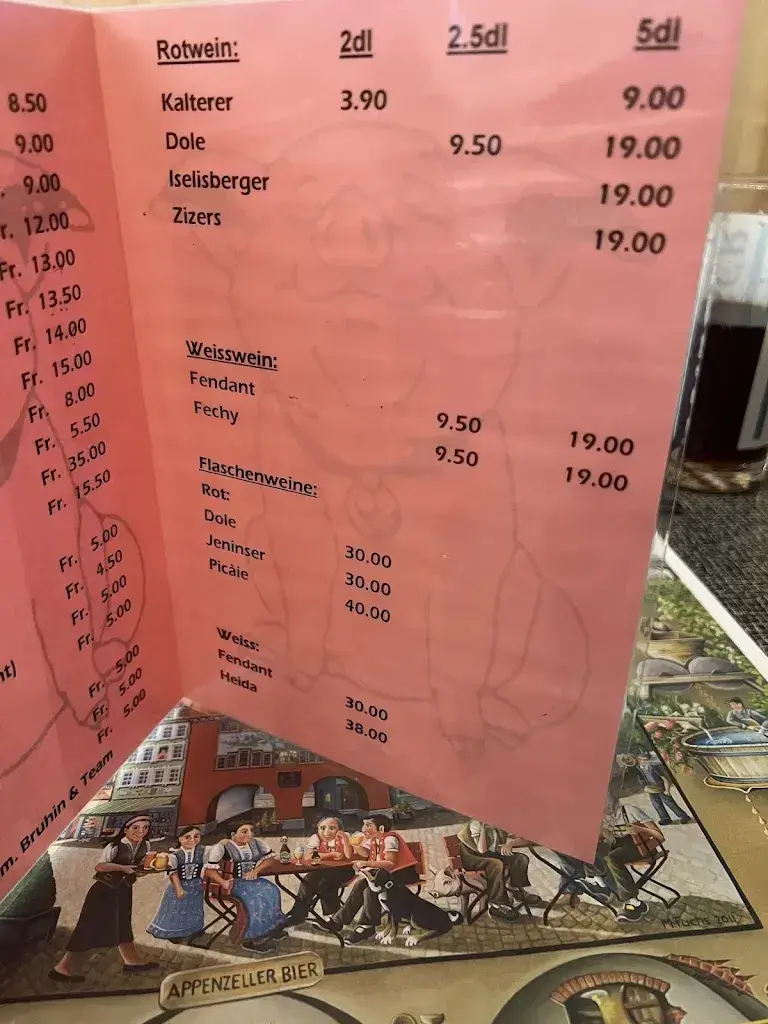 8.50
9.00
9.00
r. 12.00
Fr. 13.00
Fr. 13.50
Fr. 14.00
Fr. 15.00
Fr. 8.00
Fr. 5.50
Fr. 35.00
Fr. 15.50
Fr. 5.00
Fr. 4.50
Fr. 5.00
Fr. 5.00
nt)
Fr. 5.00
Fr. 5.00
Fr. 5.00
m. Bruhin & Team
Rotwein: 2dl 2.5dl 5dl
Kalterer 3.90 9.00
Dole 9.50 19.00
Iselisberger 19.00
Zizers 19.00
Weisswein:
Fendant 9.50 19.00
Fechy 9.50 19.00
Flaschenweine:
Rot:
Dole 30.00
Jeninser 30.00
Picàie 40.00
Weiss:
Fendant 30.00
Heida 38.00
M.Fuchs 2011
APPENZELLER BIER